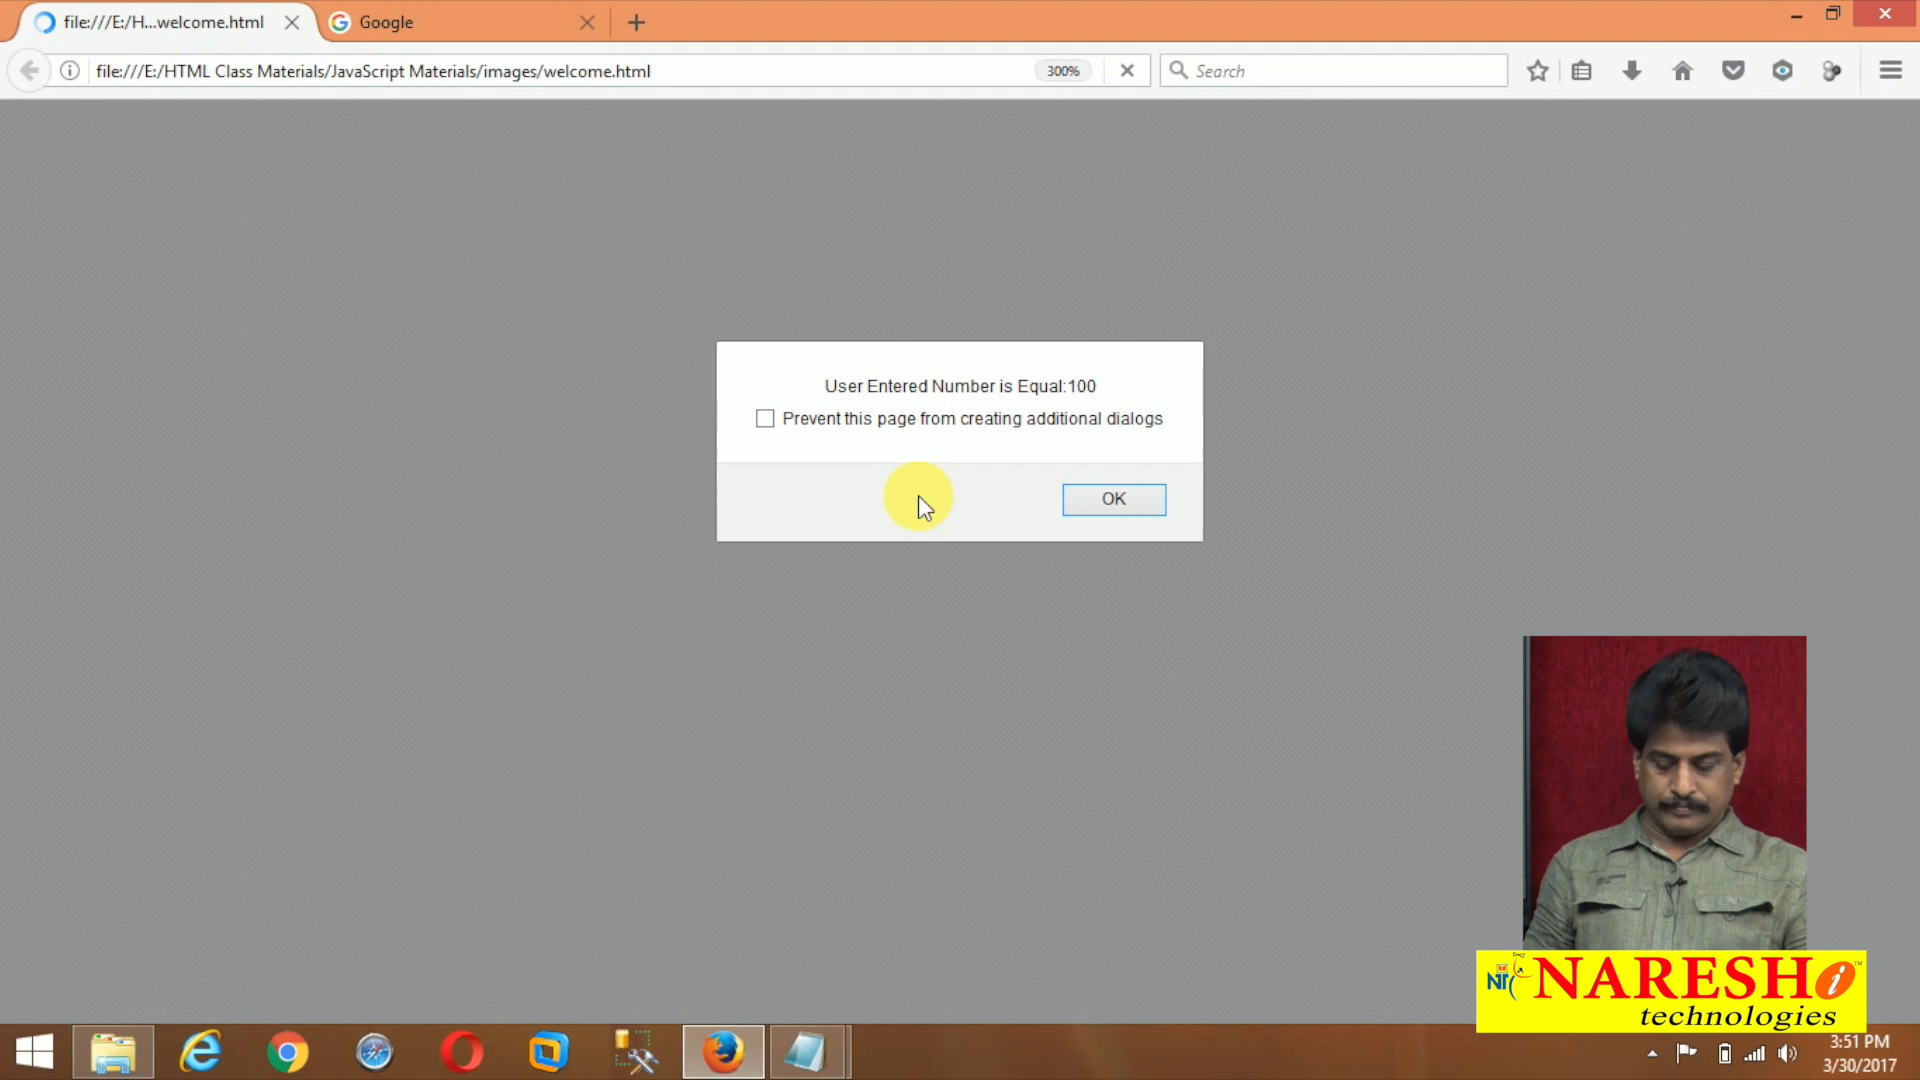 file:///E:/H...welcome.html
Google
file:///E:/HTML Class Materials/JavaScript Materials/images/welcome.html
300%
Search
User Entered Number is Equal:100
Prevent this page from creating additional dialogs
OK
NARESH i
technologies
3:51 PM
3/30/2017